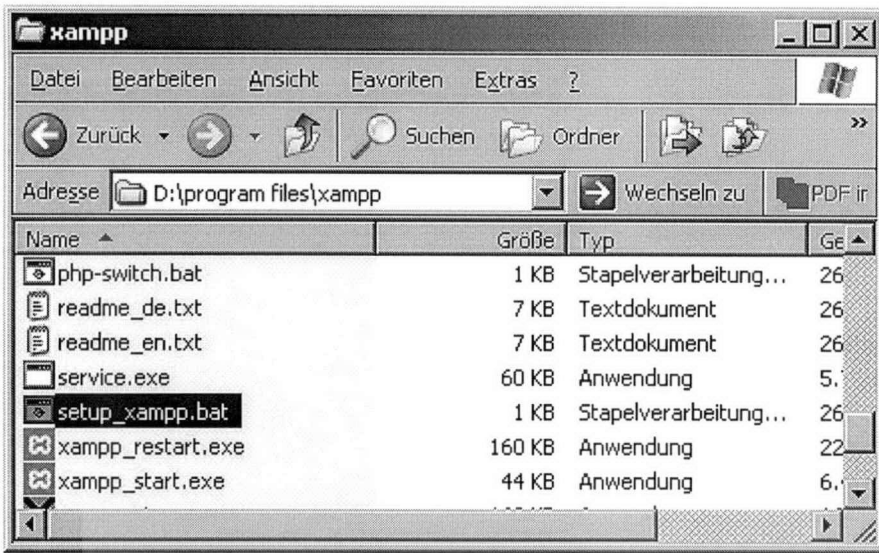 xampp
Datei Bearbeiten Ansicht Favoriten Extras ?
Zurück Suchen Ordner »
Adresse D:\program files\xampp Wechseln zu PDF in
Name Größe Typ Ge
php-switch.bat 1 KB Stapelverarbeitung... 26
readme_de.txt 7 KB Textdokument 26
readme_en.txt 7 KB Textdokument 26
service.exe 60 KB Anwendung 5.
setup_xampp.bat 1 KB Stapelverarbeitung... 26
xampp_restart.exe 160 KB Anwendung 22
xampp_start.exe 44 KB Anwendung 6.